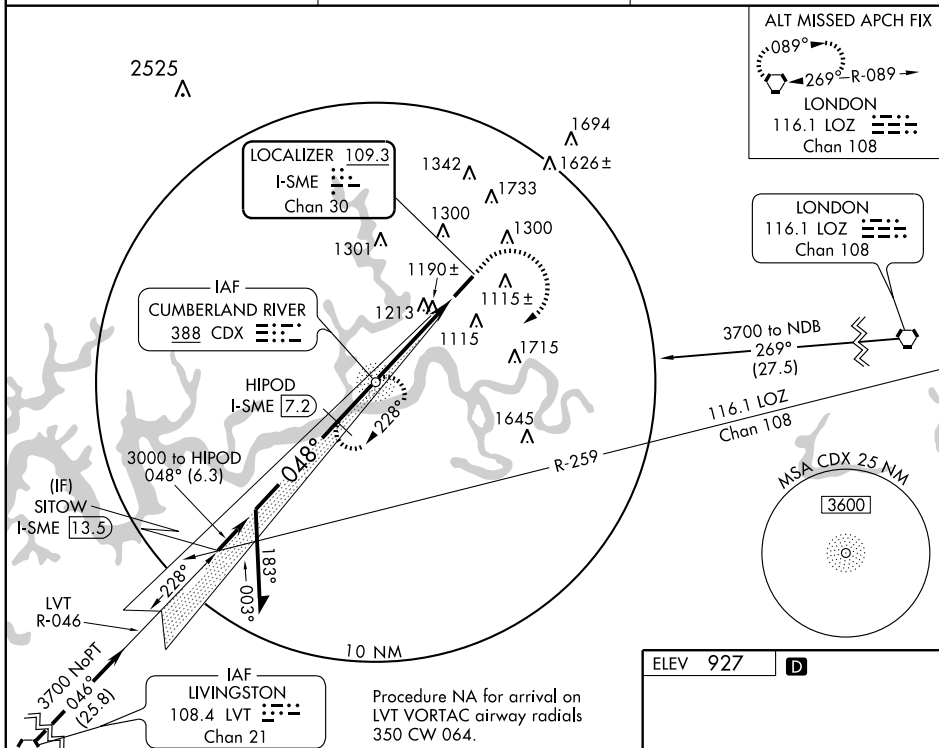 ALT MISSED APCH FIX
089°
269°
R-089
LONDON
116.1 LOZ
Chan 108
2525
1694
1626±
1342
1733
LOCALIZER 109.3
I-SME
Chan 30
1300
1301
1300
LONDON
116.1 LOZ
Chan 108
1190±
1213
1115±
1115
1715
IAF
CUMBERLAND RIVER
388 CDX
3700 to NDB
269°
(27.5)
HIPOD
I-SME 7.2
228°
116.1 LOZ
Chan 108
1645
048°
R-259
3000 to HIPOD
048° (6.3)
(IF)
SITOW
I-SME 13.5
MSA CDX 25 NM
3600
183°
003°
228°
LVT
R-046
10 NM
3700 NoPT
046°
(25.8)
IAF
LIVINGSTON
108.4 LVT
Chan 21
Procedure NA for arrival on
LVT VORTAC airway radials
350 CW 064.
ELEV 927
D